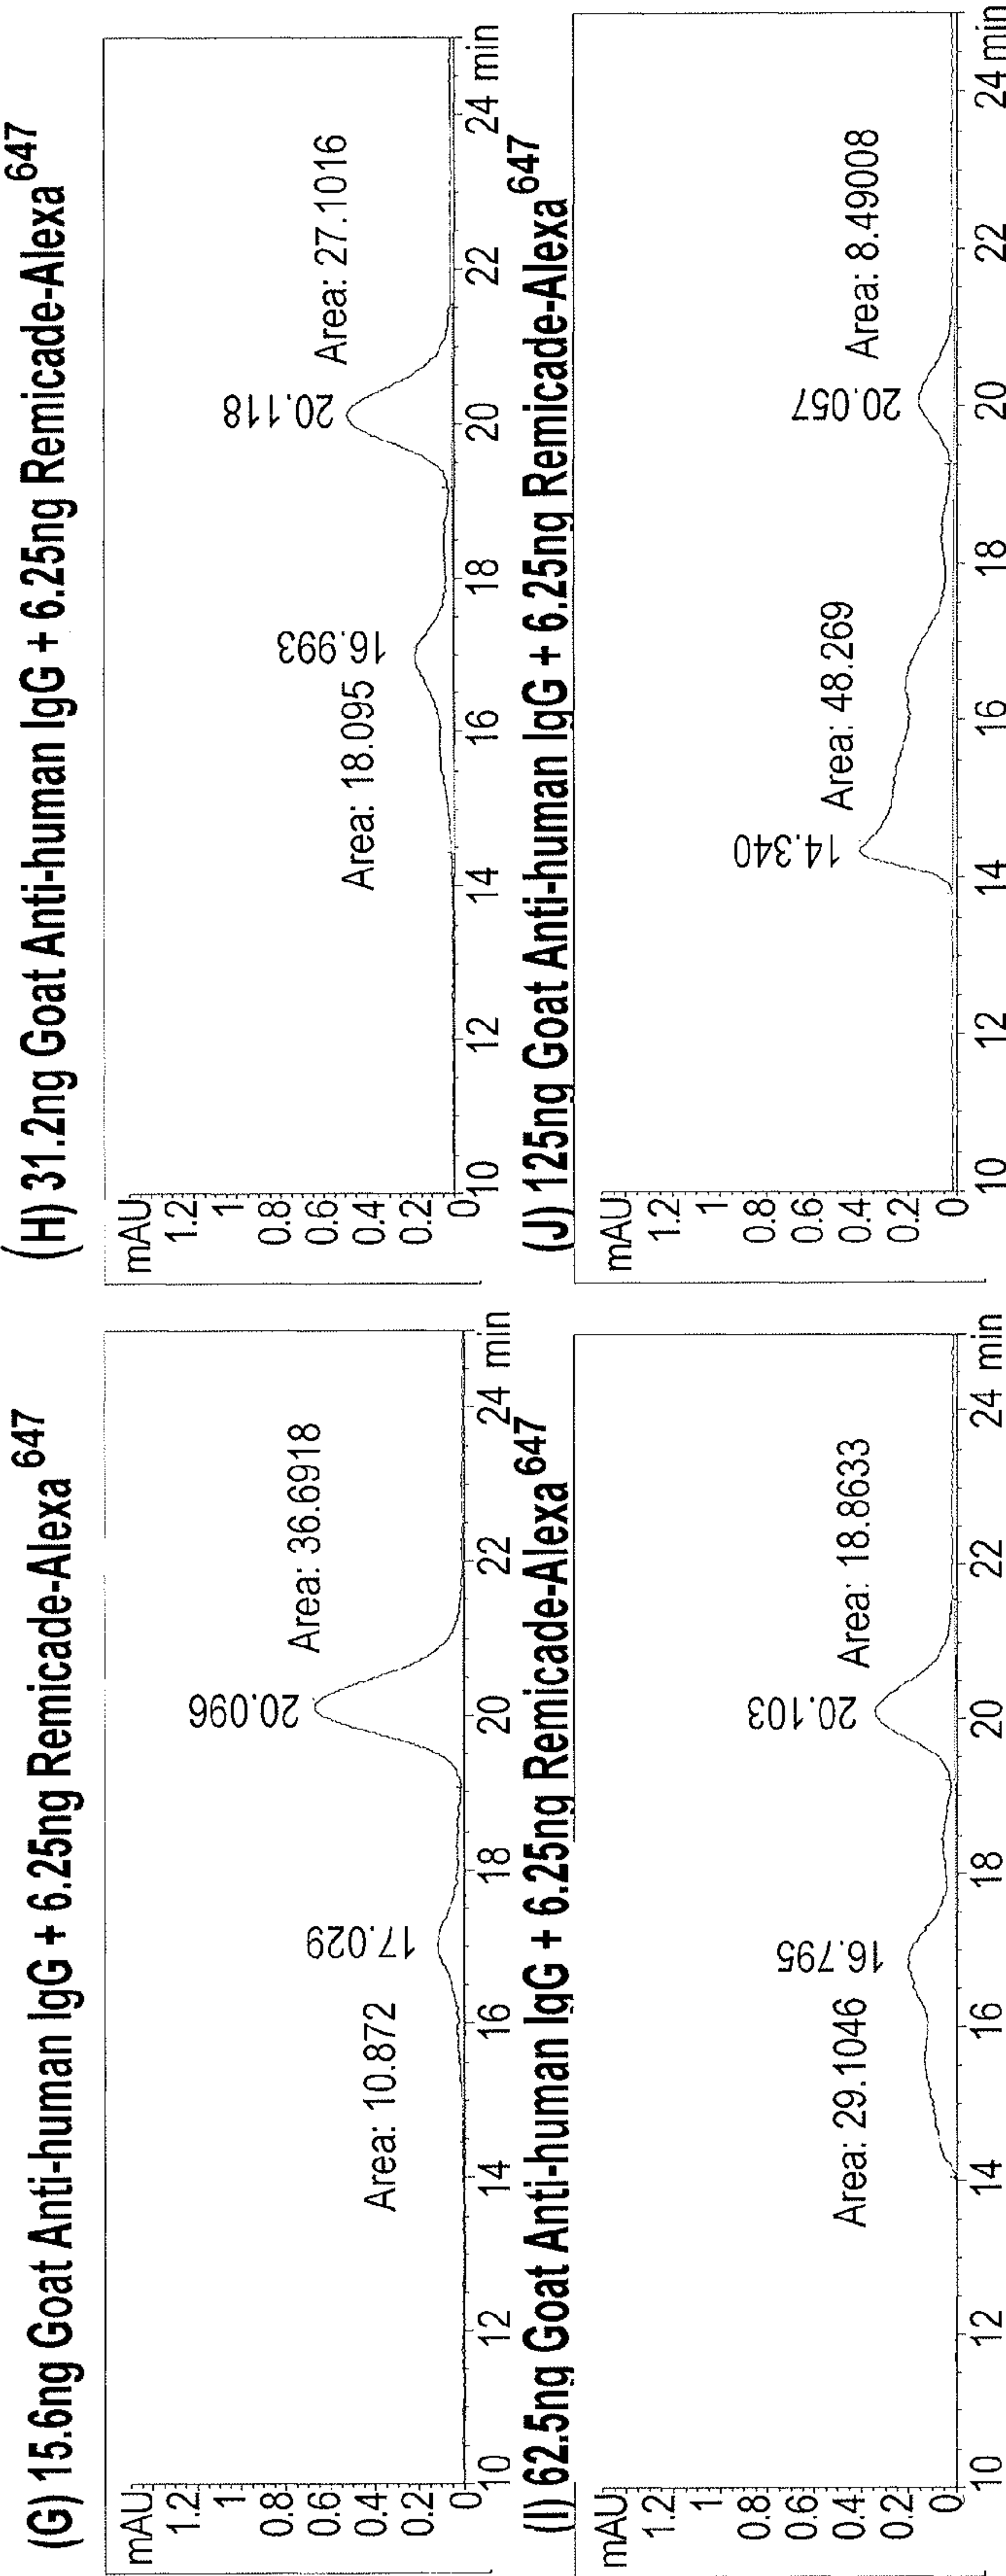 (G) 15.6ng Goat Anti-human IgG + 6.25ng Remicade-Alexa647
mAU
1.2
1
0.8
0.6
0.4
0.2
0
Area: 10.872
17.029
20.096
Area: 36.6918
10 12 14 16 18 20 22 24 min
(H) 31.2ng Goat Anti-human IgG + 6.25ng Remicade-Alexa647
mAU
1.2
1
0.8
0.6
0.4
0.2
0
Area: 18.095
16.993
20.118
Area: 27.1016
10 12 14 16 18 20 22 24 min
(I) 62.5ng Goat Anti-human IgG + 6.25ng Remicade-Alexa647
mAU
1.2
1
0.8
0.6
0.4
0.2
0
Area: 29.1046
16.795
20.103
Area: 18.8633
10 12 14 16 18 20 22 24 min
(J) 125ng Goat Anti-human IgG + 6.25ng Remicade-Alexa647
mAU
1.2
1
0.8
0.6
0.4
0.2
0
14.340
Area: 48.269
20.057
Area: 8.49008
10 12 14 16 18 20 22 24 min